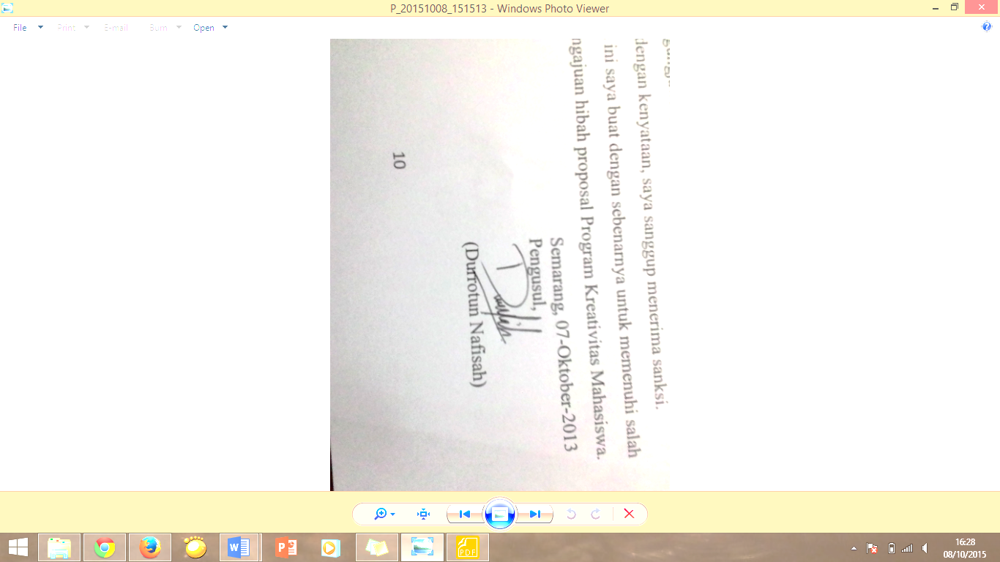 P_20151008_151513 - Windows Photo Viewer
File Print E-mail Burn Open
dengan kenyataan, saya sanggup menerima sanksi.
ini saya buat dengan sebenarnya untuk memenuhi salah
ngajuan hibah proposal Program Kreativitas Mahasiswa.
Semarang, 07-Oktober-2013
Pengusul,
(Durrotun Nafisah)
10
PDF
16:28
08/10/2015